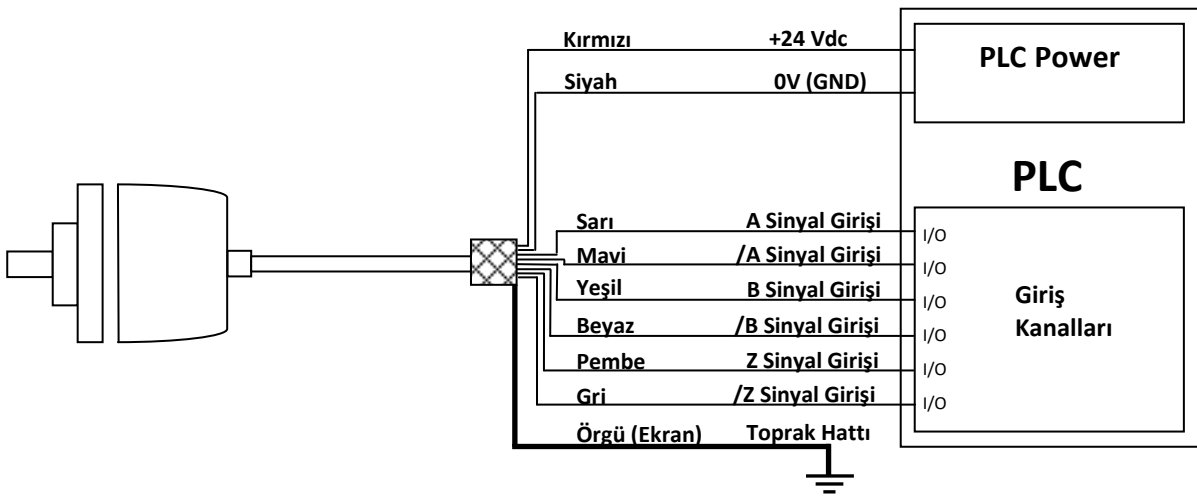 Kırmızı +24 Vdc
PLC Power
Siyah 0V (GND)
PLC
Sarı A Sinyal Girişi I/O
Mavi /A Sinyal Girişi I/O
Yeşil B Sinyal Girişi I/O
Giriş
Kanalları
Beyaz /B Sinyal Girişi I/O
Pembe Z Sinyal Girişi I/O
Gri /Z Sinyal Girişi I/O
Örgü (Ekran) Toprak Hattı